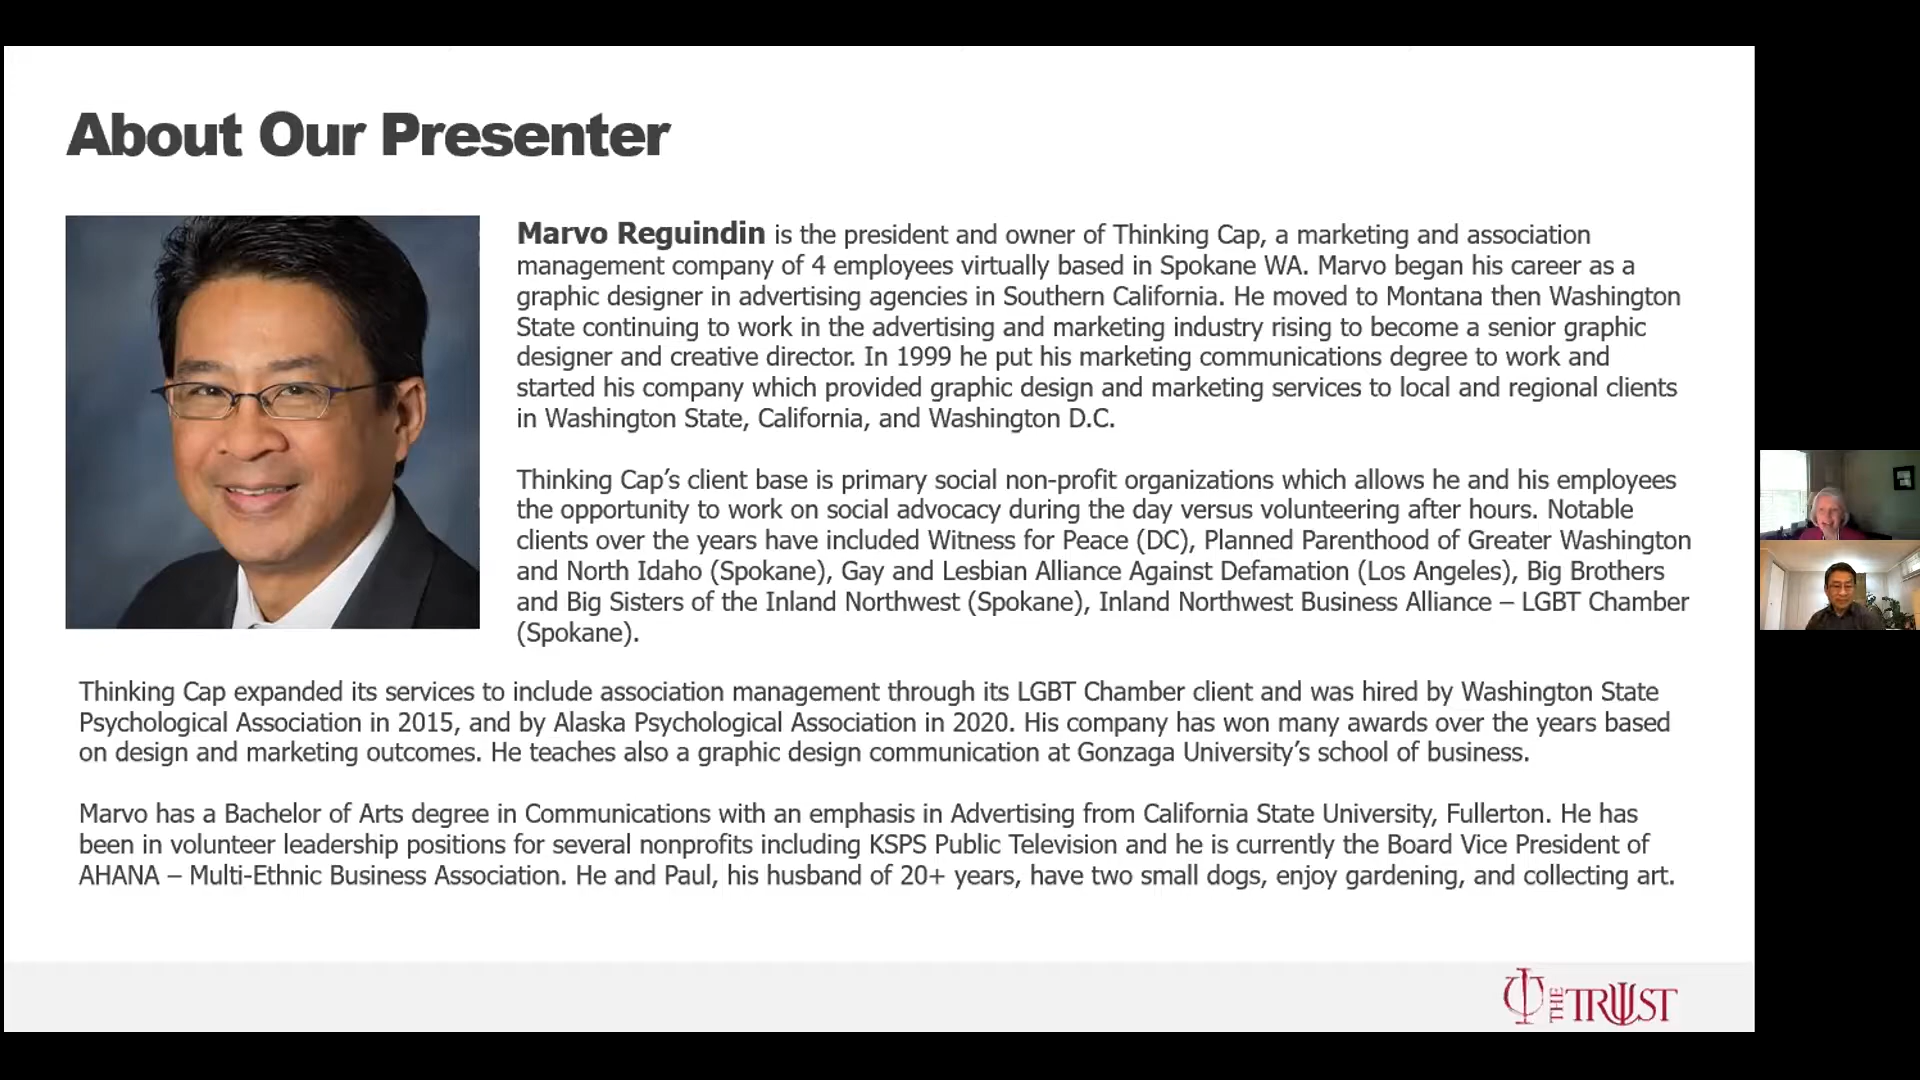 About Our Presenter
Marvo Reguindin is the president and owner of Thinking Cap, a marketing and association
management company of 4 employees virtually based in Spokane WA. Marvo began his career as a
graphic designer in advertising agencies in Southern California. He moved to Montana then Washington
State continuing to work in the advertising and marketing industry rising to become a senior graphic
designer and creative director. In 1999 he put his marketing communications degree to work and
started his company which provided graphic design and marketing services to local and regional clients
in Washington State, California, and Washington D.C.
Thinking Cap’s client base is primary social non-profit organizations which allows he and his employees
the opportunity to work on social advocacy during the day versus volunteering after hours. Notable
clients over the years have included Witness for Peace (DC), Planned Parenthood of Greater Washington
and North Idaho (Spokane), Gay and Lesbian Alliance Against Defamation (Los Angeles), Big Brothers
and Big Sisters of the Inland Northwest (Spokane), Inland Northwest Business Alliance – LGBT Chamber
(Spokane).
Thinking Cap expanded its services to include association management through its LGBT Chamber client and was hired by Washington State
Psychological Association in 2015, and by Alaska Psychological Association in 2020. His company has won many awards over the years based
on design and marketing outcomes. He teaches also a graphic design communication at Gonzaga University’s school of business.
Marvo has a Bachelor of Arts degree in Communications with an emphasis in Advertising from California State University, Fullerton. He has
been in volunteer leadership positions for several nonprofits including KSPS Public Television and he is currently the Board Vice President of
AHANA – Multi-Ethnic Business Association. He and Paul, his husband of 20+ years, have two small dogs, enjoy gardening, and collecting art.
THE TRUST